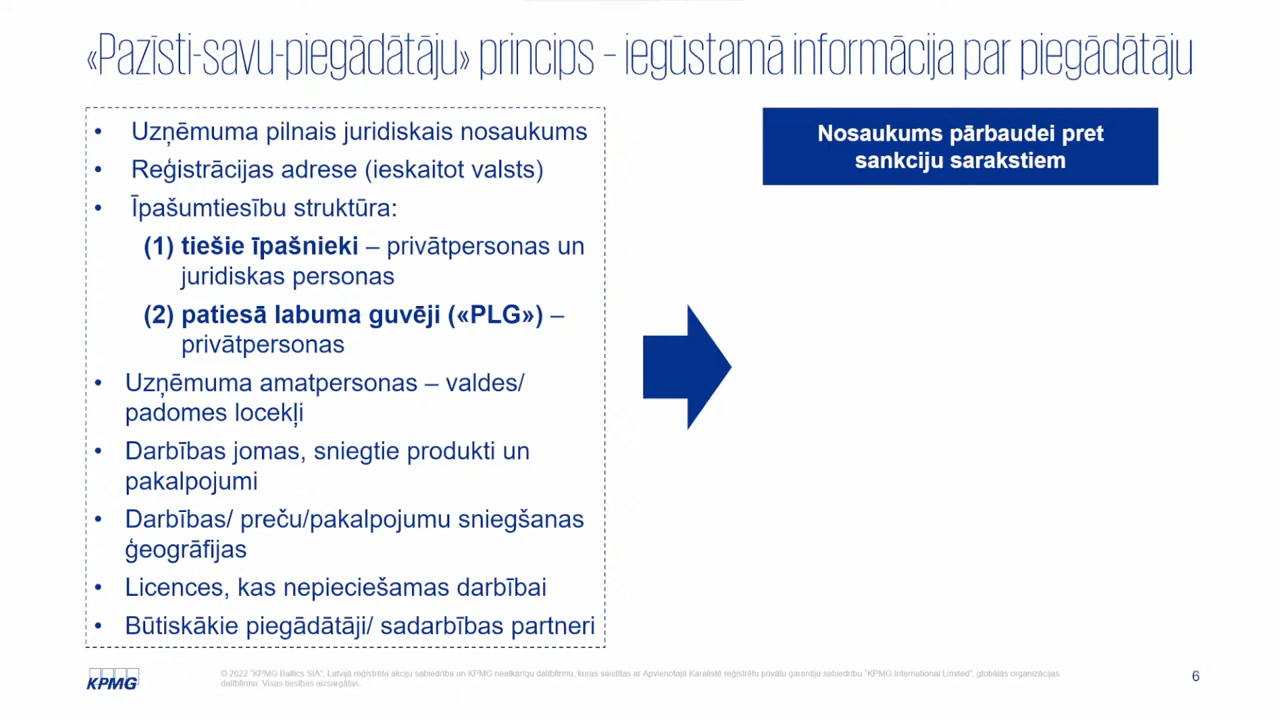 «Pazīsti-savu-piegādātāju» princips – iegūstamā informācija par piegādātāju
• Uzņēmuma pilnais juridiskais nosaukums
• Reģistrācijas adrese (ieskaitot valsts)
• Īpašumtiesību struktūra:
(1) tiešie īpašnieki – privātpersonas un
juridiskas personas
(2) patiesā labuma guvēji («PLG») –
privātpersonas
• Uzņēmuma amatpersonas – valdes/
padomes locekļi
• Darbības jomas, sniegtie produkti un
pakalpojumi
• Darbības/ preču/pakalpojumu sniegšanas
ģeogrāfijas
• Licences, kas nepieciešamas darbībai
• Būtiskākie piegādātāji/ sadarbības partneri
Nosaukums pārbaudei pret
sankciju sarakstiem
KPMG
© 2022 "KPMG Baltics SIA", Latvijā reģistrēta akciju sabiedrība un KPMG neatkarīgu dalībfirmu, kuras saistītas ar Apvienotajā Karalistē reģistrētu privātu garantiju sabiedrību "KPMG International Limited", globālās organizācijas
dalībfirma. Visas tiesības aizsargātas.
6